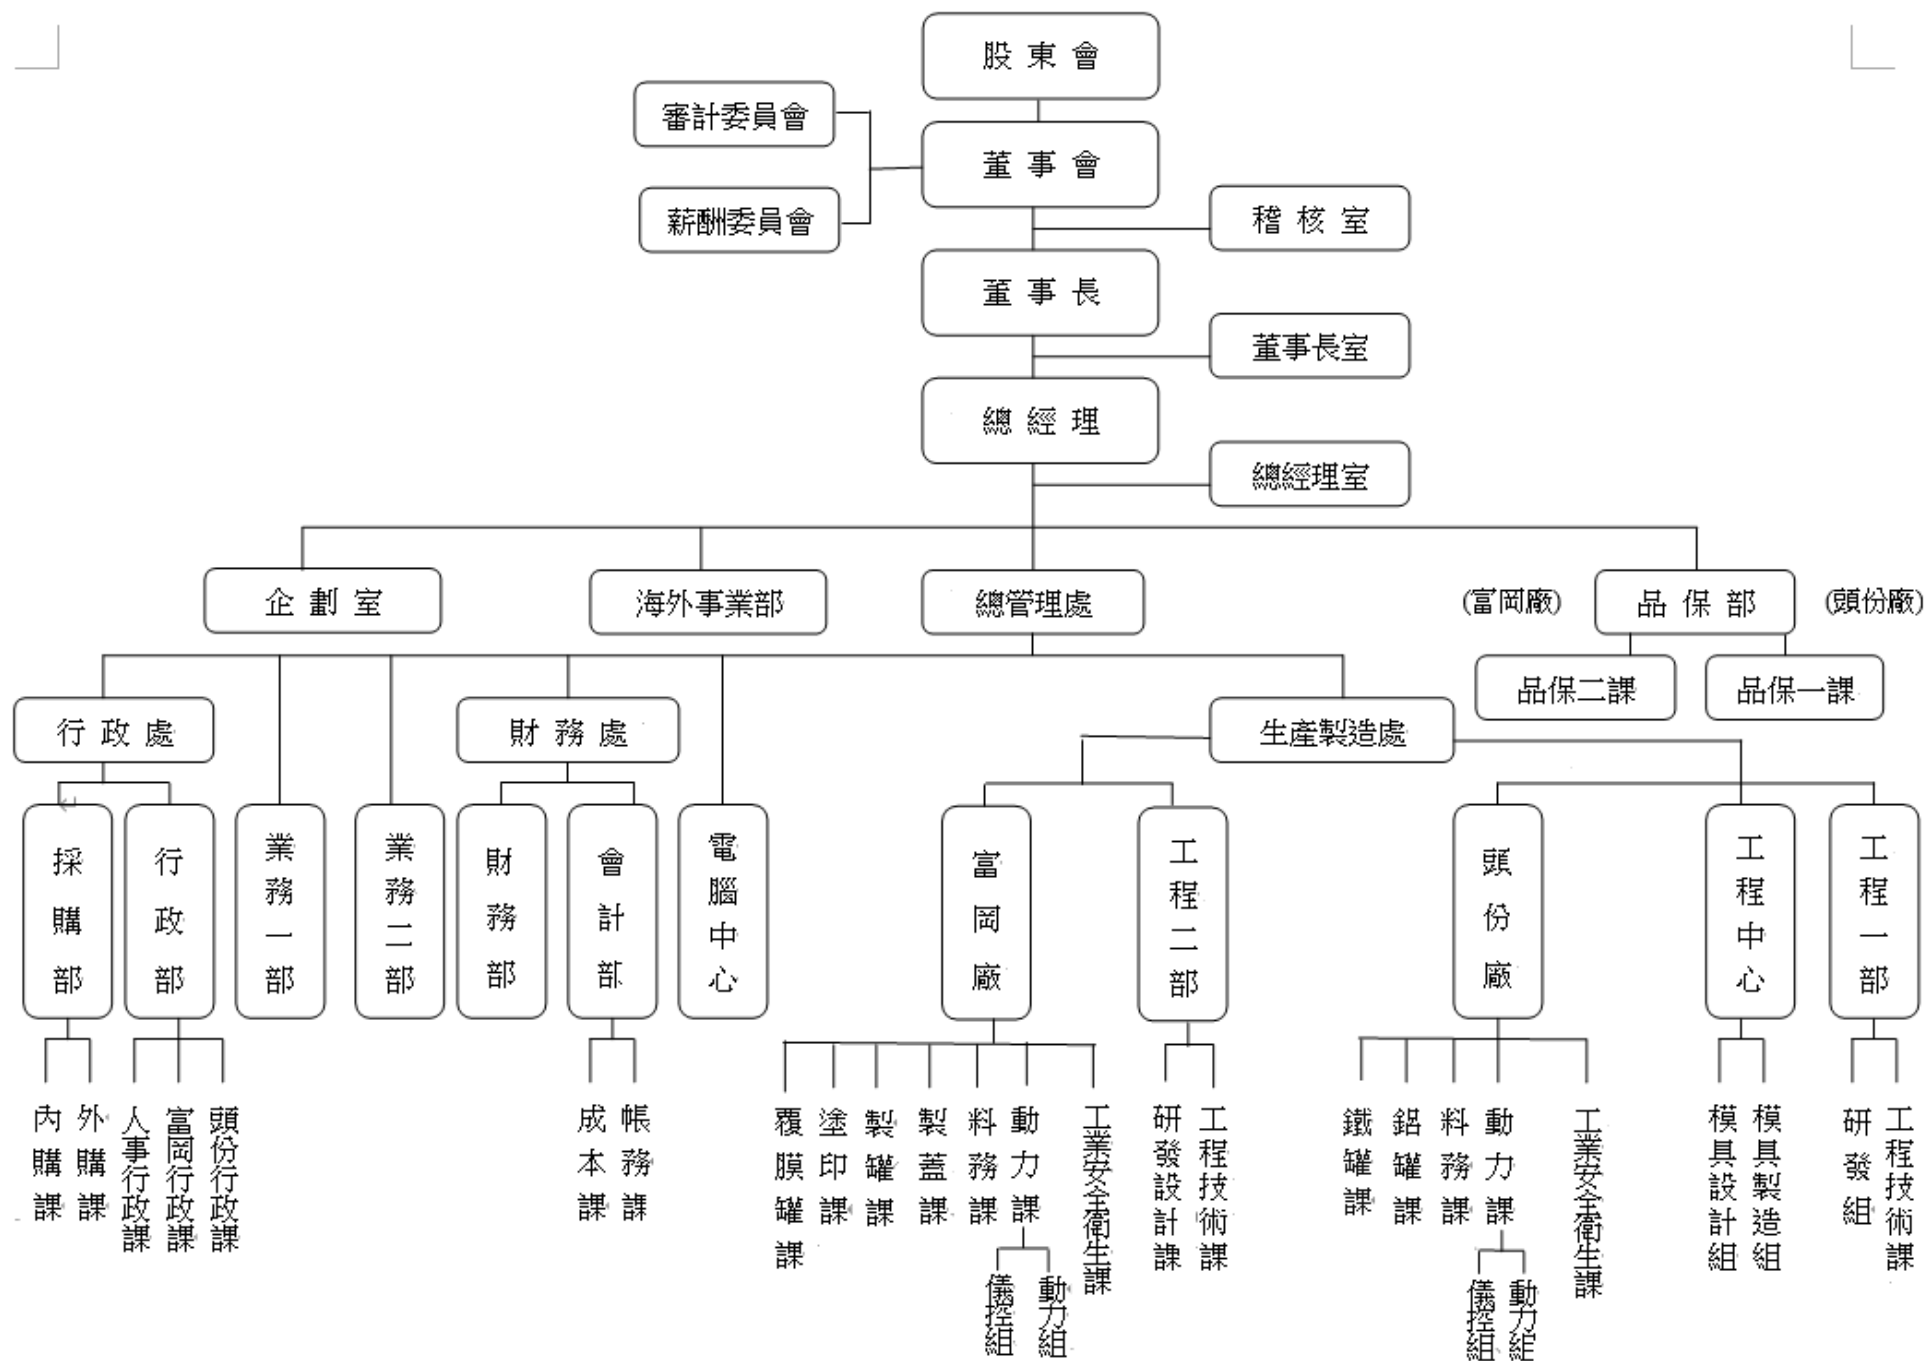 股東會
審計委員會
董事會
薪酬委員會
稽核室
董事長
董事長室
總經理
總經理室
企劃室
海外事業部
總管理處
(富岡廠)
品保部
(頭份廠)
品保二課
品保一課
行政處
財務處
生產製造處
採購部
行政部
業務一部
業務二部
財務部
會計部
電腦中心
富岡廠
工程二部
頭份廠
工程中心
工程一部
內購課
外購課
人事行政課
富岡行政課
頭份行政課
成本課
帳務課
覆膜罐課
塗印課
製罐課
製蓋課
料務課
動力課
工業安全衛生課
研發設計課
工程技術課
鐵罐課
鋁罐課
料務課
動力課
工業安全衛生課
模具設計組
模具製造組
研發組
工程技術課
儀控組
動力組
儀控組
動力組